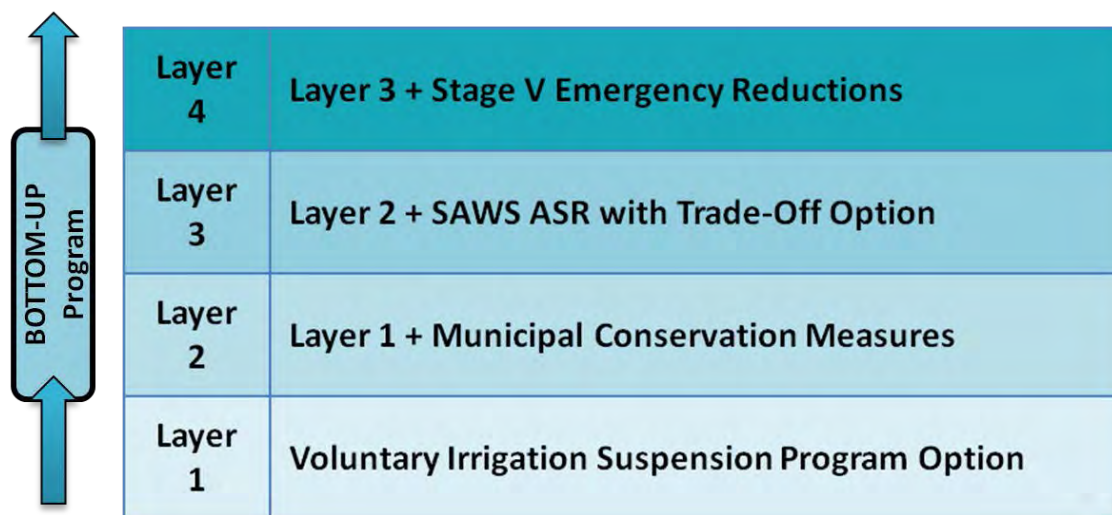 BOTTOM-UP
Program
Layer
4
Layer 3 + Stage V Emergency Reductions
Layer
3
Layer 2 + SAWS ASR with Trade-Off Option
Layer
2
Layer 1 + Municipal Conservation Measures
Layer
1
Voluntary Irrigation Suspension Program Option